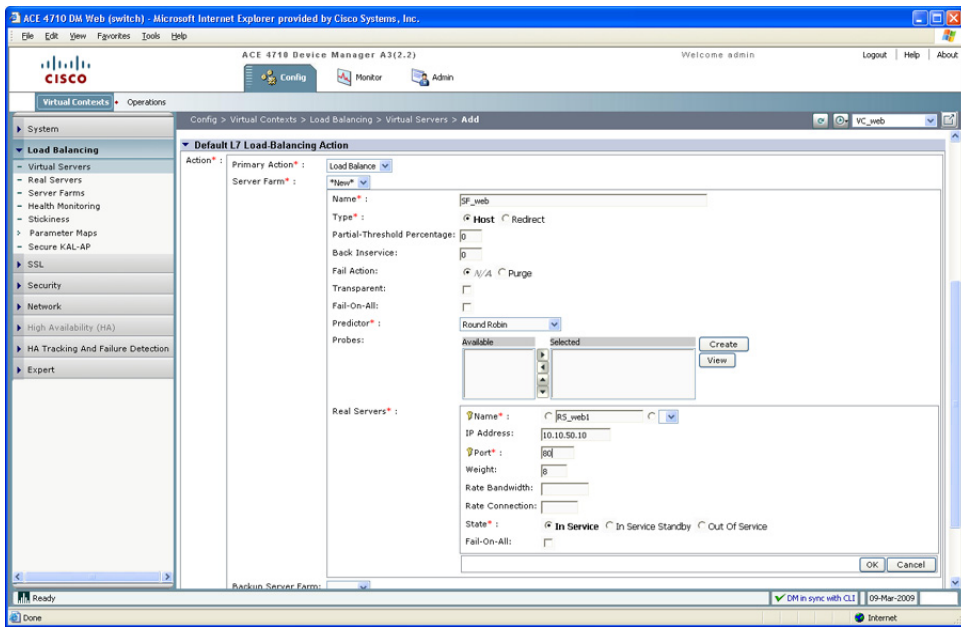 ACE 4710 DM Web (switch) - Microsoft Internet Explorer provided by Cisco Systems, Inc.
File Edit View Favorites Tools Help
CISCO
ACE 4710 Device Manager A3(2.2)
Welcome admin
Logout | Help | About
Config Monitor Admin
Virtual Contexts Operations
Config > Virtual Contexts > Load Balancing > Virtual Servers > Add
VC_web
System
Load Balancing
Virtual Servers
Real Servers
Server Farms
Health Monitoring
Stickiness
Parameter Maps
Secure KAL-AP
SSL
Security
Network
High Availability (HA)
HA Tracking And Failure Detection
Expert
Default L7 Load-Balancing Action
Action* :
Primary Action* : Load Balance
Server Farm* : *New*
Name* : SF_web
Type* : Host Redirect
Partial-Threshold Percentage: 0
Back Inservice: 0
Fail Action: N/A Purge
Transparent:
Fail-On-All:
Predictor* : Round Robin
Probes: Available Selected Create
View
Real Servers* :
Name* : RS_web1
IP Address: 10.10.50.10
Port* : 80
Weight: 8
Rate Bandwidth:
Rate Connection:
State* : In Service In Service Standby Out Of Service
Fail-On-All:
OK Cancel
Backup Server Farm:
Ready
DM in sync with CLI 09-Mar-2009
Done
Internet